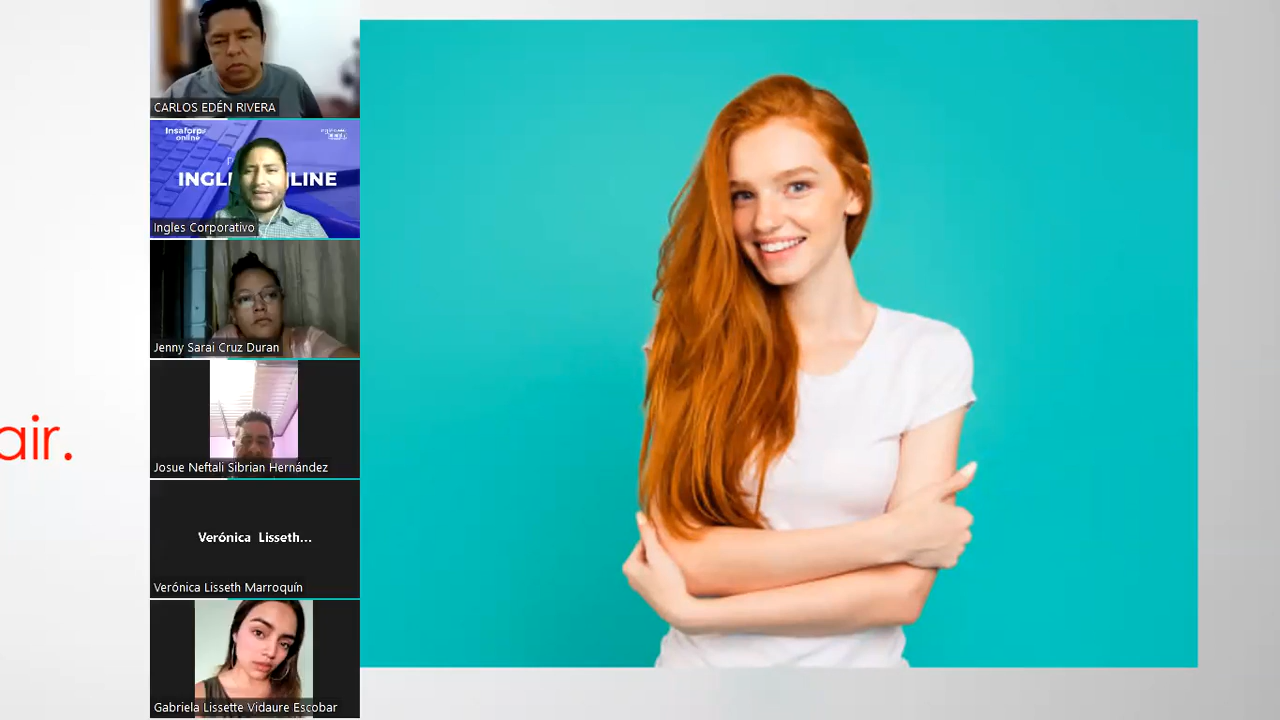 CARLOS EDÉN RIVERA
Insaforp
online
INGL LINE
Ingles Corporativo
Jenny Sarai Cruz Duran
air.
Josue Neftali Sibrian Hernández
Verónica Lisseth...
Verónica Lisseth Marroquín
Gabriela Lissette Vidaure Escobar